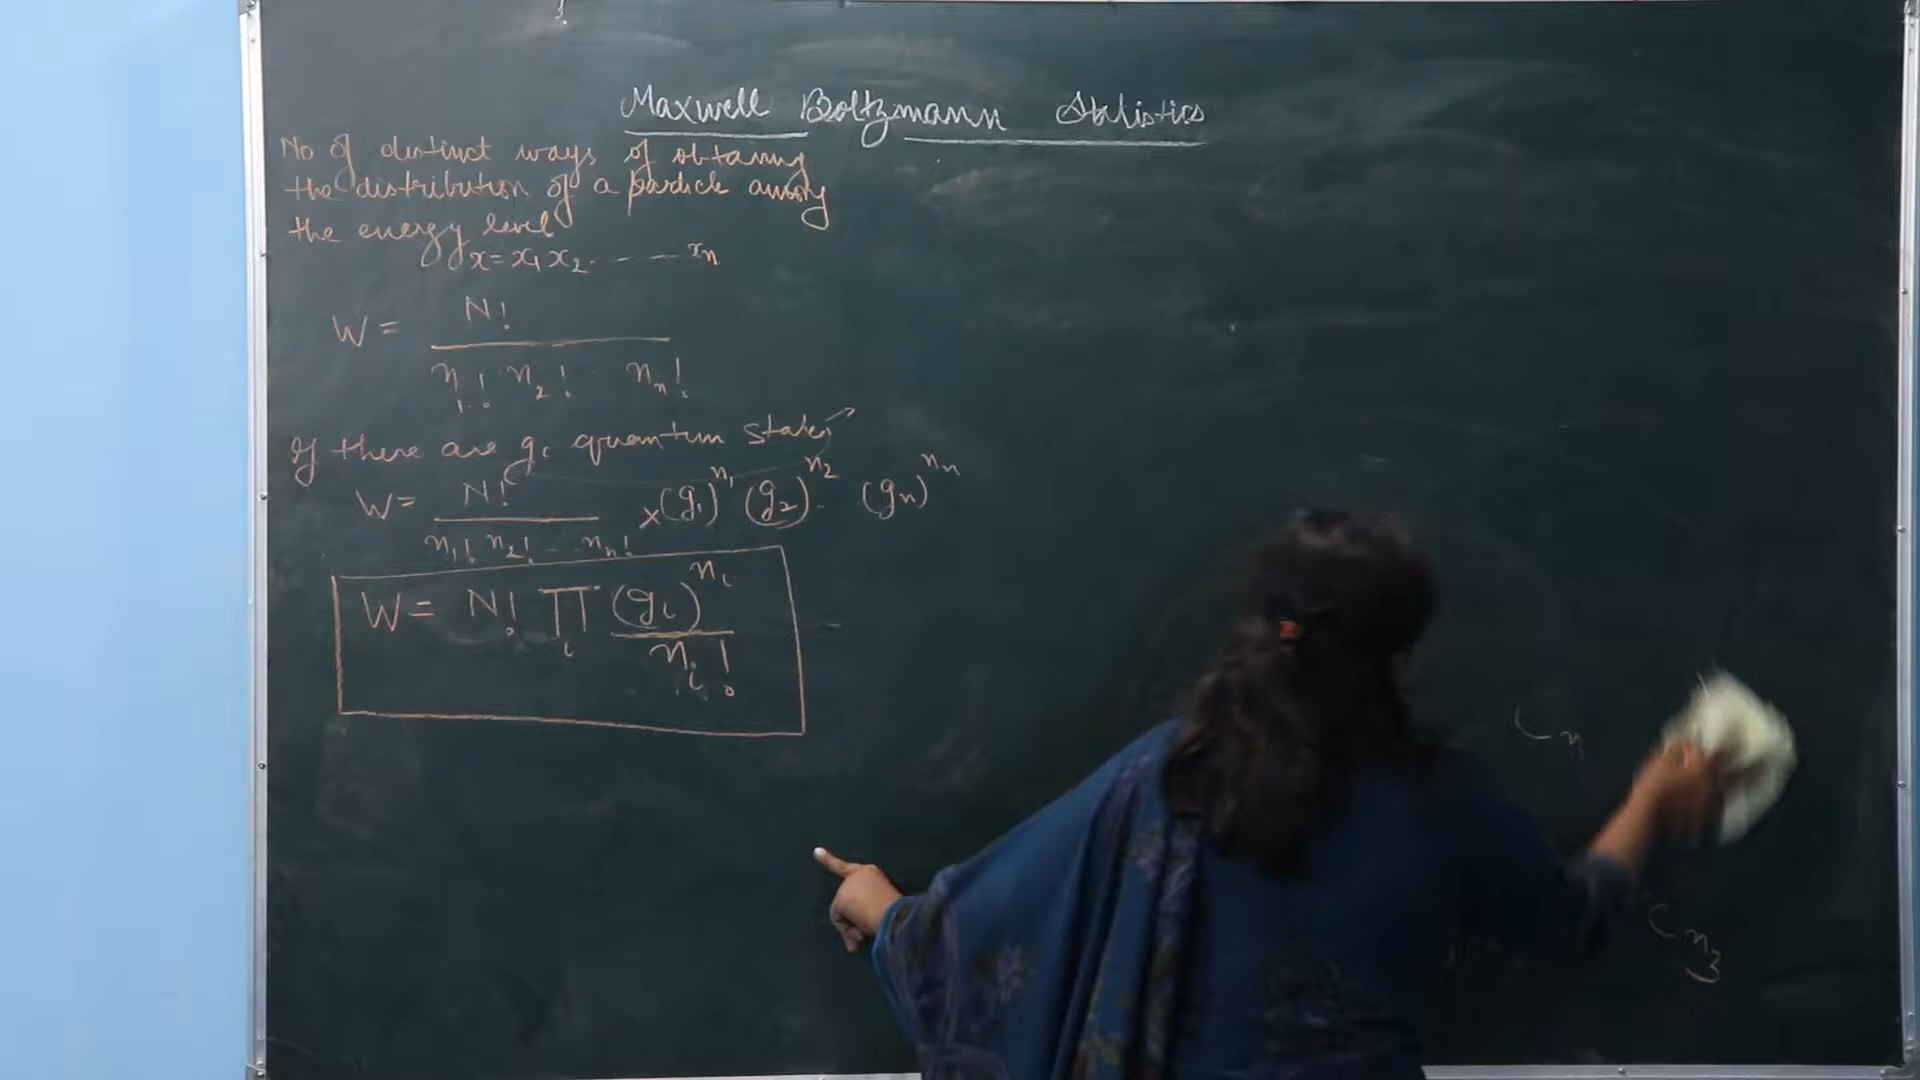 Maxwell Boltzmann Statistics
No of distinct ways of obtaining
the distribution of a particle among
the energy level
x = x₁ x₂ - - - - - xₙ
W = N! / n₁! n₂! nₙ!
If there are gᵢ quantum states →
W = N! / n₁! n₂! - - nₙ! × (g₁)^n₁ (g₂)^n₂ (gₙ)^nₙ
W = N! ∏ᵢ (gᵢ)^nᵢ / nᵢ!